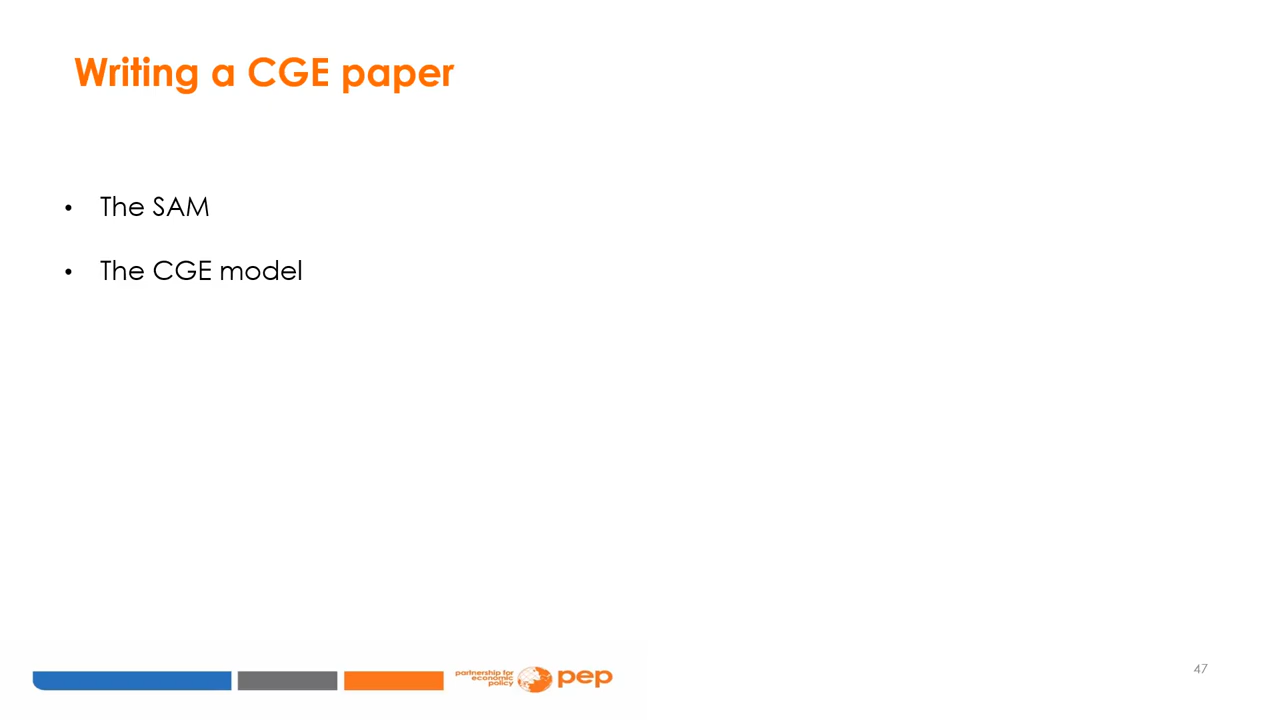 Writing a CGE paper
• The SAM
• The CGE model
partnership for
economic
policy
pep
47